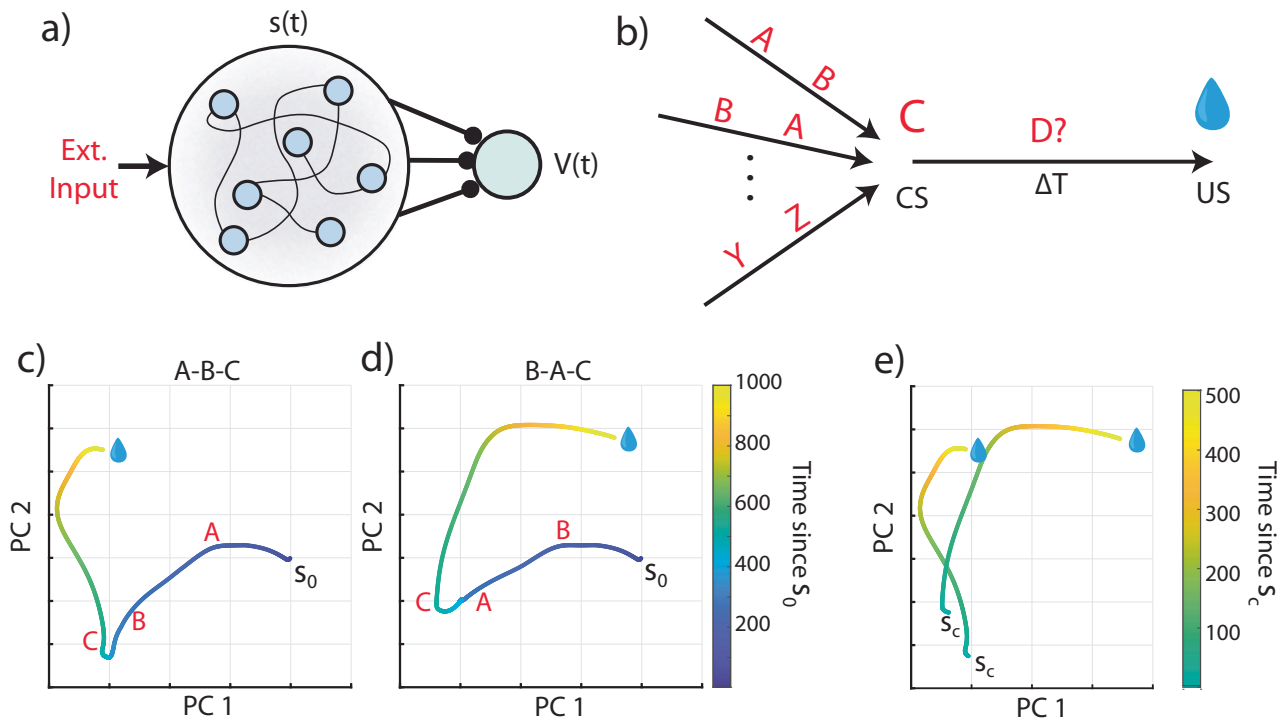 a)
s(t)
Ext.
Input
V(t)
b)
A
B
B
A
Y
Z
C
CS
D?
ΔT
US
c)
A-B-C
PC 2
PC 1
A
B
C
S0
d)
B-A-C
PC 2
PC 1
B
A
C
S0
1000
800
600
400
200
Time since S0
e)
PC 2
PC 1
Sc
Sc
500
400
300
200
100
Time since Sc